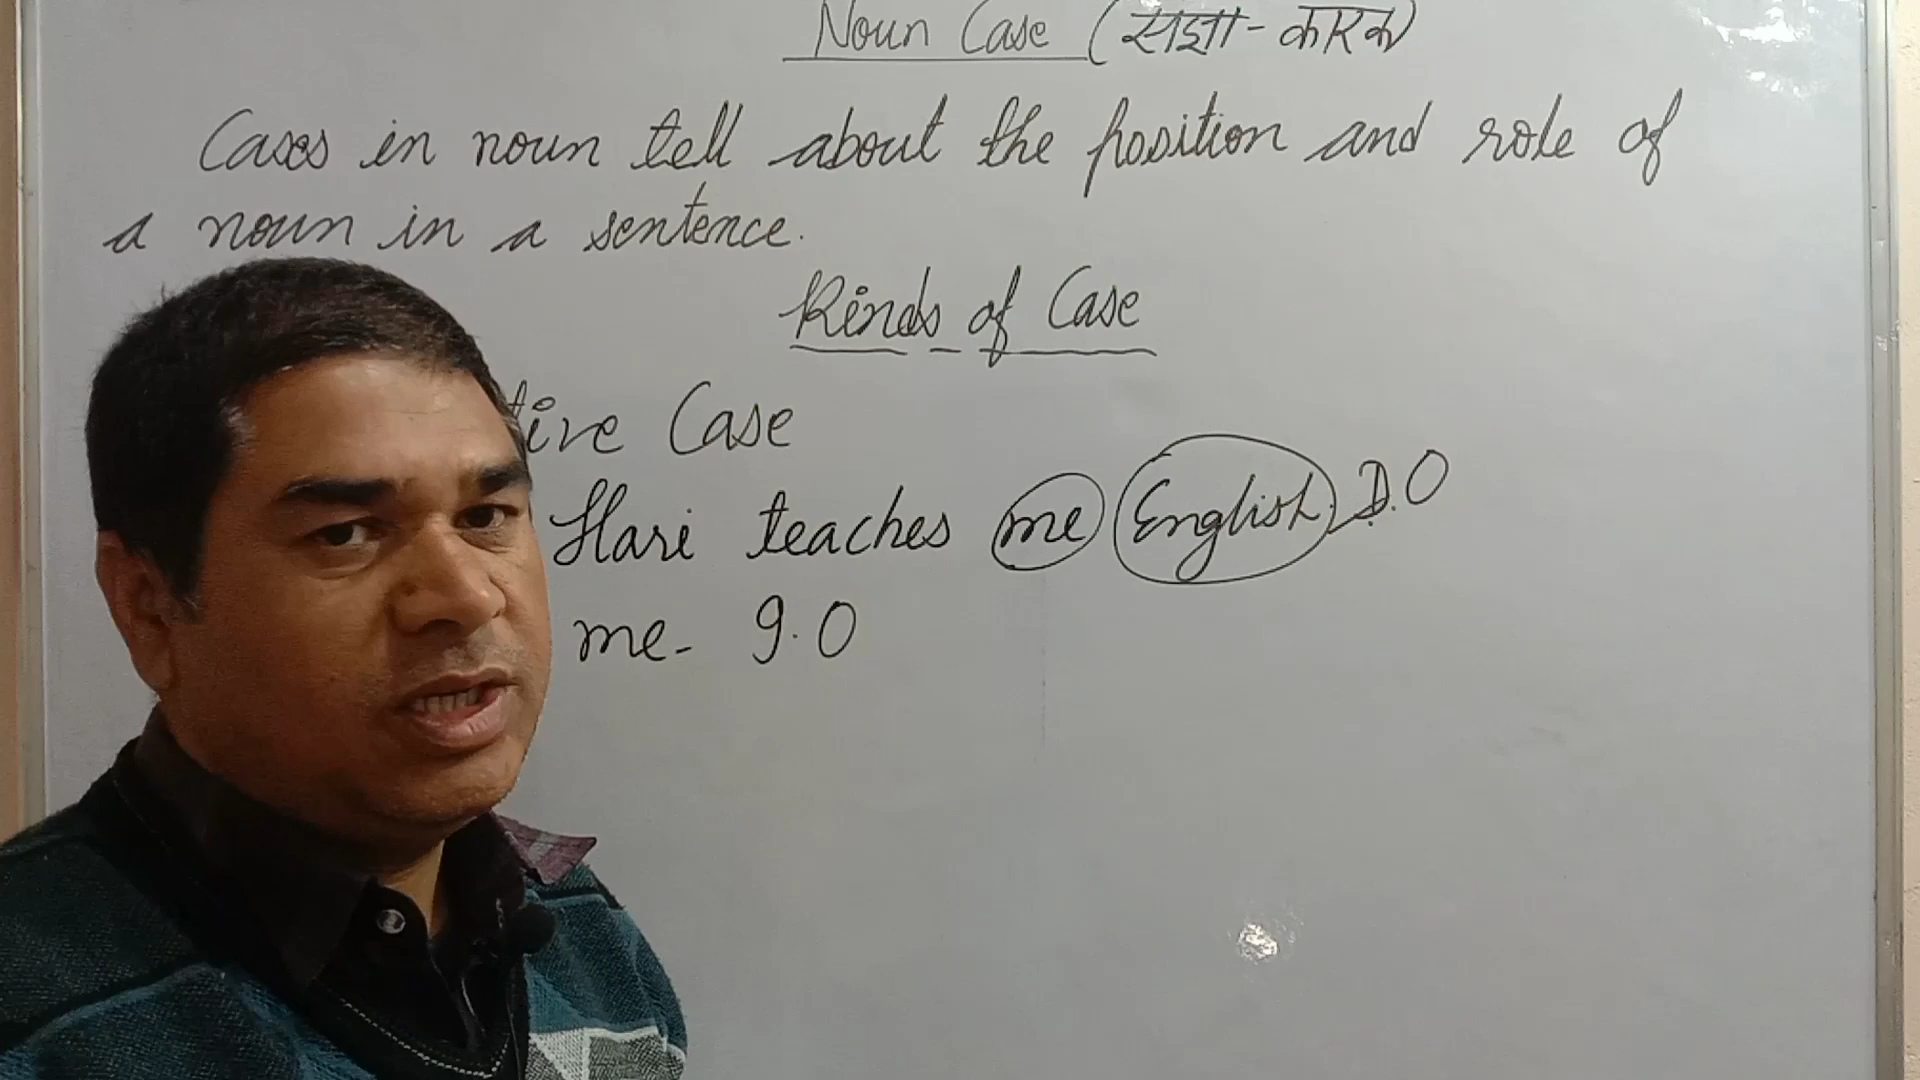 Noun Case (संज्ञा-कारक)
Cases in noun tell about the position and role of
a noun in a sentence.
Kinds of Case
tive Case
Hari teaches me English. D.O
me- I.O